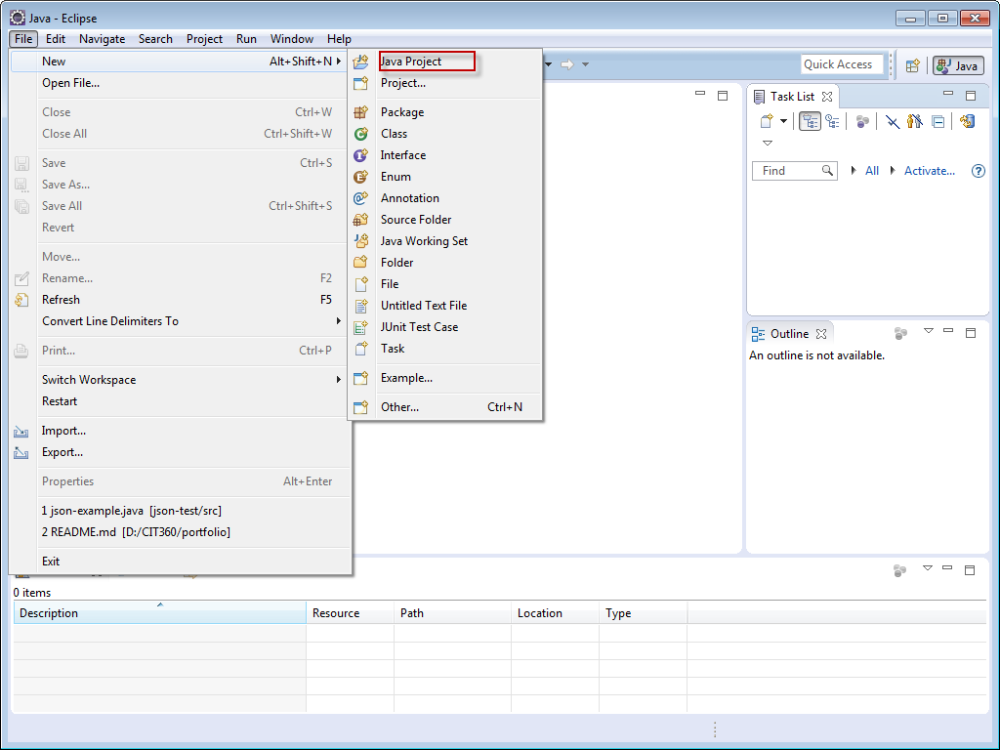 Java - Eclipse
File Edit Navigate Search Project Run Window Help
New Alt+Shift+N
Open File...
Close Ctrl+W
Close All Ctrl+Shift+W
Save Ctrl+S
Save As...
Save All Ctrl+Shift+S
Revert
Move...
Rename... F2
Refresh F5
Convert Line Delimiters To
Print... Ctrl+P
Switch Workspace
Restart
Import...
Export...
Properties Alt+Enter
1 json-example.java [json-test/src]
2 README.md [D:/CIT360/portfolio]
Exit
Java Project
Project...
Package
Class
Interface
Enum
Annotation
Source Folder
Java Working Set
Folder
File
Untitled Text File
JUnit Test Case
Task
Example...
Other... Ctrl+N
Quick Access
Java
Task List
Find All Activate...
Outline
An outline is not available.
0 items
Description Resource Path Location Type